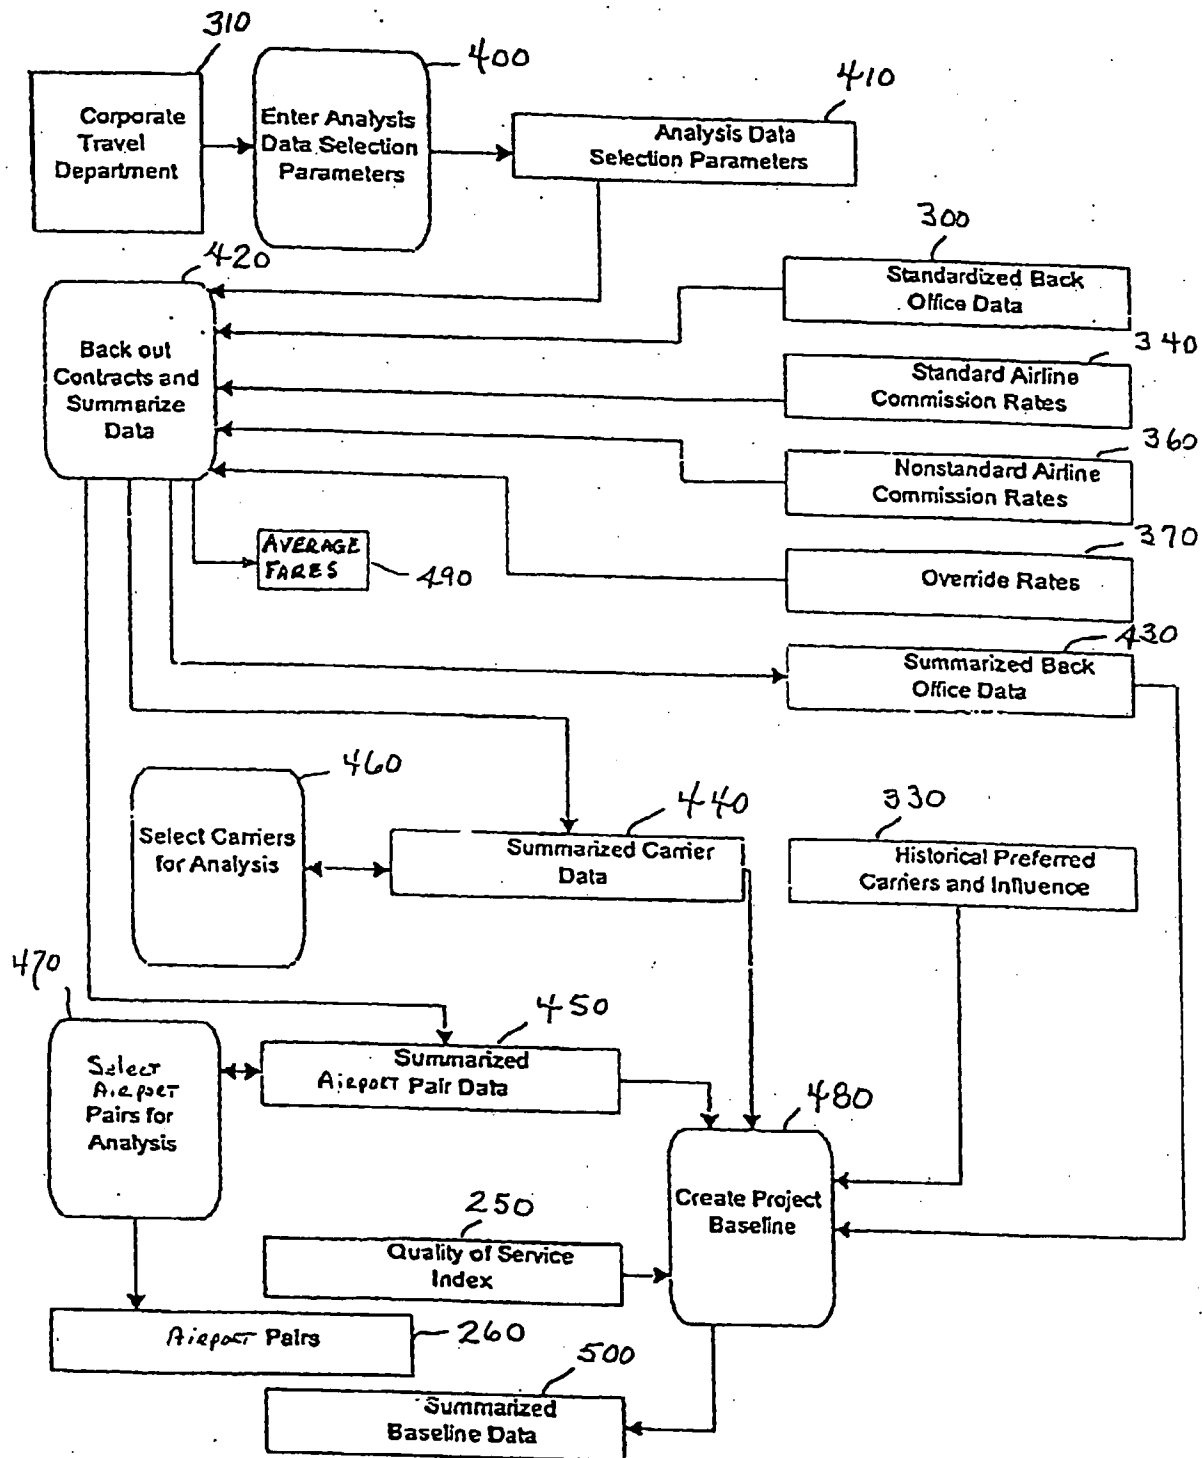 310
400
410
Corporate
Travel
Department
Enter Analysis
Data Selection
Parameters
Analysis Data
Selection Parameters
300
420
Standardized Back
Office Data
340
Back out
Contracts and
Summarize
Data
Standard Airline
Commission Rates
360
Nonstandard Airline
Commission Rates
370
AVERAGE
FARES
490
Override Rates
430
Summarized Back
Office Data
460
440
330
Select Carriers
for Analysis
Summarized Carrier
Data
Historical Preferred
Carriers and Influence
470
450
Select
Airport
Pairs for
Analysis
Summarized
Airport Pair Data
480
Create Project
Baseline
250
Quality of Service
Index
Airport Pairs
260
500
Summarized
Baseline Data